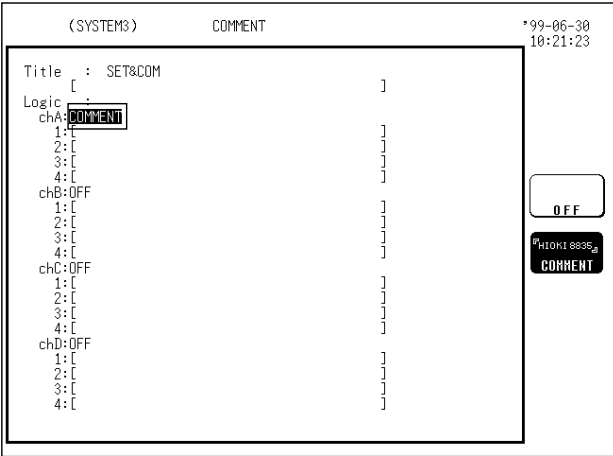 (SYSTEM3) COMMENT '99-06-30
10:21:23
Title : SET&COM
[ ]
Logic :
chA:COMMENT
1:[ ]
2:[ ]
3:[ ]
4:[ ]
chB:OFF
1:[ ]
2:[ ]
3:[ ]
4:[ ]
chC:OFF
1:[ ]
2:[ ]
3:[ ]
4:[ ]
chD:OFF
1:[ ]
2:[ ]
3:[ ]
4:[ ]
OFF
『HIOKI 8835』
COMMENT